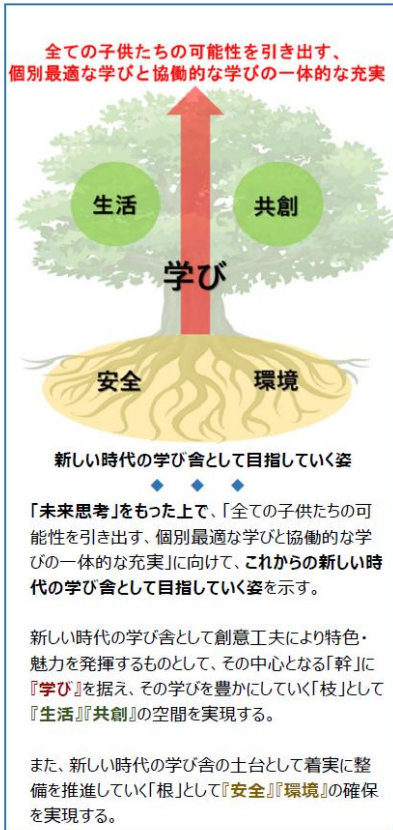 全ての子供たちの可能性を引き出す、
個別最適な学びと協働的な学びの一体的な充実
生活
共創
学び
安全
環境
新しい時代の学び舎として目指していく姿
◆ ◆ ◆
「未来思考」をもった上で、「全ての子供たちの可
能性を引き出す、個別最適な学びと協働的な学
びの一体的な充実」に向けて、これからの新しい時
代の学び舎として目指していく姿を示す。
新しい時代の学び舎として創意工夫により特色・
魅力を発揮するものとして、その中心となる「幹」に
『学び』を据え、その学びを豊かにしていく「枝」として
『生活』『共創』の空間を実現する。
また、新しい時代の学び舎の土台として着実に整
備を推進していく「根」として『安全』『環境』の確保
を実現する。